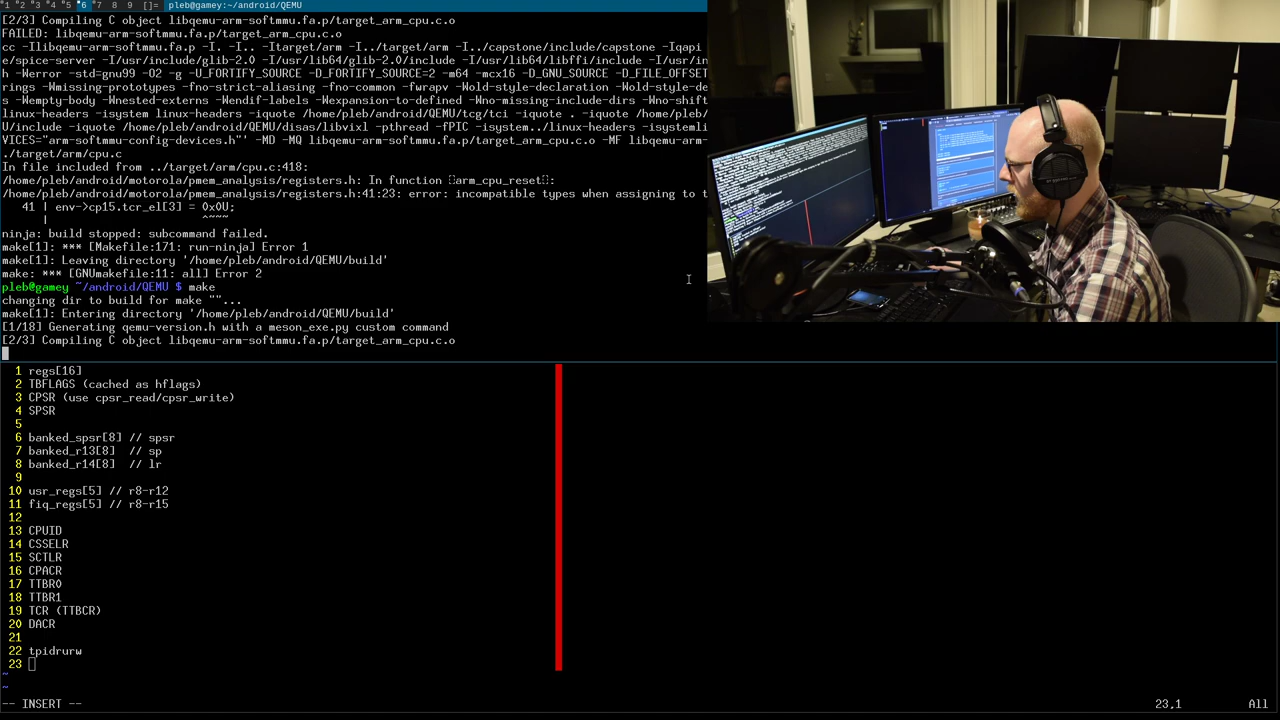 1 2 3 4 5 6 7 8 9 []= pleb@gamey:~/android/QEMU
[2/3] Compiling C object libqemu-arm-softmmu.fa.p/target_arm_cpu.c.o
FAILED: libqemu-arm-softmmu.fa.p/target_arm_cpu.c.o
cc -Ilibqemu-arm-softmmu.fa.p -I. -I.. -Itarget/arm -I../target/arm -I../capstone/include/capstone -Iqapi
e/spice-server -I/usr/include/glib-2.0 -I/usr/lib64/glib-2.0/include -I/usr/lib64/libffi/include -I/usr/in
h -Werror -std=gnu99 -O2 -g -U_FORTIFY_SOURCE -D_FORTIFY_SOURCE=2 -m64 -mcx16 -D_GNU_SOURCE -D_FILE_OFFSET
rrays -Wmissing-prototypes -fno-strict-aliasing -fno-common -fwrapv -Wold-style-declaration -Wold-style-de
s -Wempty-body -Wnested-externs -Wendif-labels -Wexpansion-to-defined -Wno-missing-include-dirs -Wno-shift
linux-headers -isystem linux-headers -iquote /home/pleb/android/QEMU/tcg/tci -iquote . -iquote /home/pleb/
U/include -iquote /home/pleb/android/QEMU/disas/libvixl -pthread -fPIC -isystem../linux-headers -isystemli
VICES="arm-softmmu-config-devices.h"' -MD -MQ libqemu-arm-softmmu.fa.p/target_arm_cpu.c.o -MF libqemu-arm-
./target/arm/cpu.c
In file included from ../target/arm/cpu.c:418:
/home/pleb/android/motorola/pmem_analysis/registers.h: In function arm_cpu_reset:
/home/pleb/android/motorola/pmem_analysis/registers.h:41:23: error: incompatible types when assigning to t
41 | env->cp15.tcr_el[3] = 0x0U;
| ^~~~
ninja: build stopped: subcommand failed.
make[1]: *** [Makefile:171: run-ninja] Error 1
make[1]: Leaving directory '/home/pleb/android/QEMU/build'
make: *** [GNUmakefile:11: all] Error 2
pleb@gamey ~/android/QEMU $ make
changing dir to build for make ""...
make[1]: Entering directory '/home/pleb/android/QEMU/build'
[1/18] Generating qemu-version.h with a meson_exe.py custom command
[2/3] Compiling C object libqemu-arm-softmmu.fa.p/target_arm_cpu.c.o
1 regs[16]
2 TBFLAGS (cached as hflags)
3 CPSR (use cpsr_read/cpsr_write)
4 SPSR
5
6 banked_spsr[8] // spsr
7 banked_r13[8]  // sp
8 banked_r14[8]  // lr
9
10 usr_regs[5] // r8-r12
11 fiq_regs[5] // r8-r15
12
13 CPUID
14 CSSELR
15 SCTLR
16 CPACR
17 TTBR0
18 TTBR1
19 TCR (TTBCR)
20 DACR
21
22 tpidrurw
23
~
~
-- INSERT -- 23,1 All